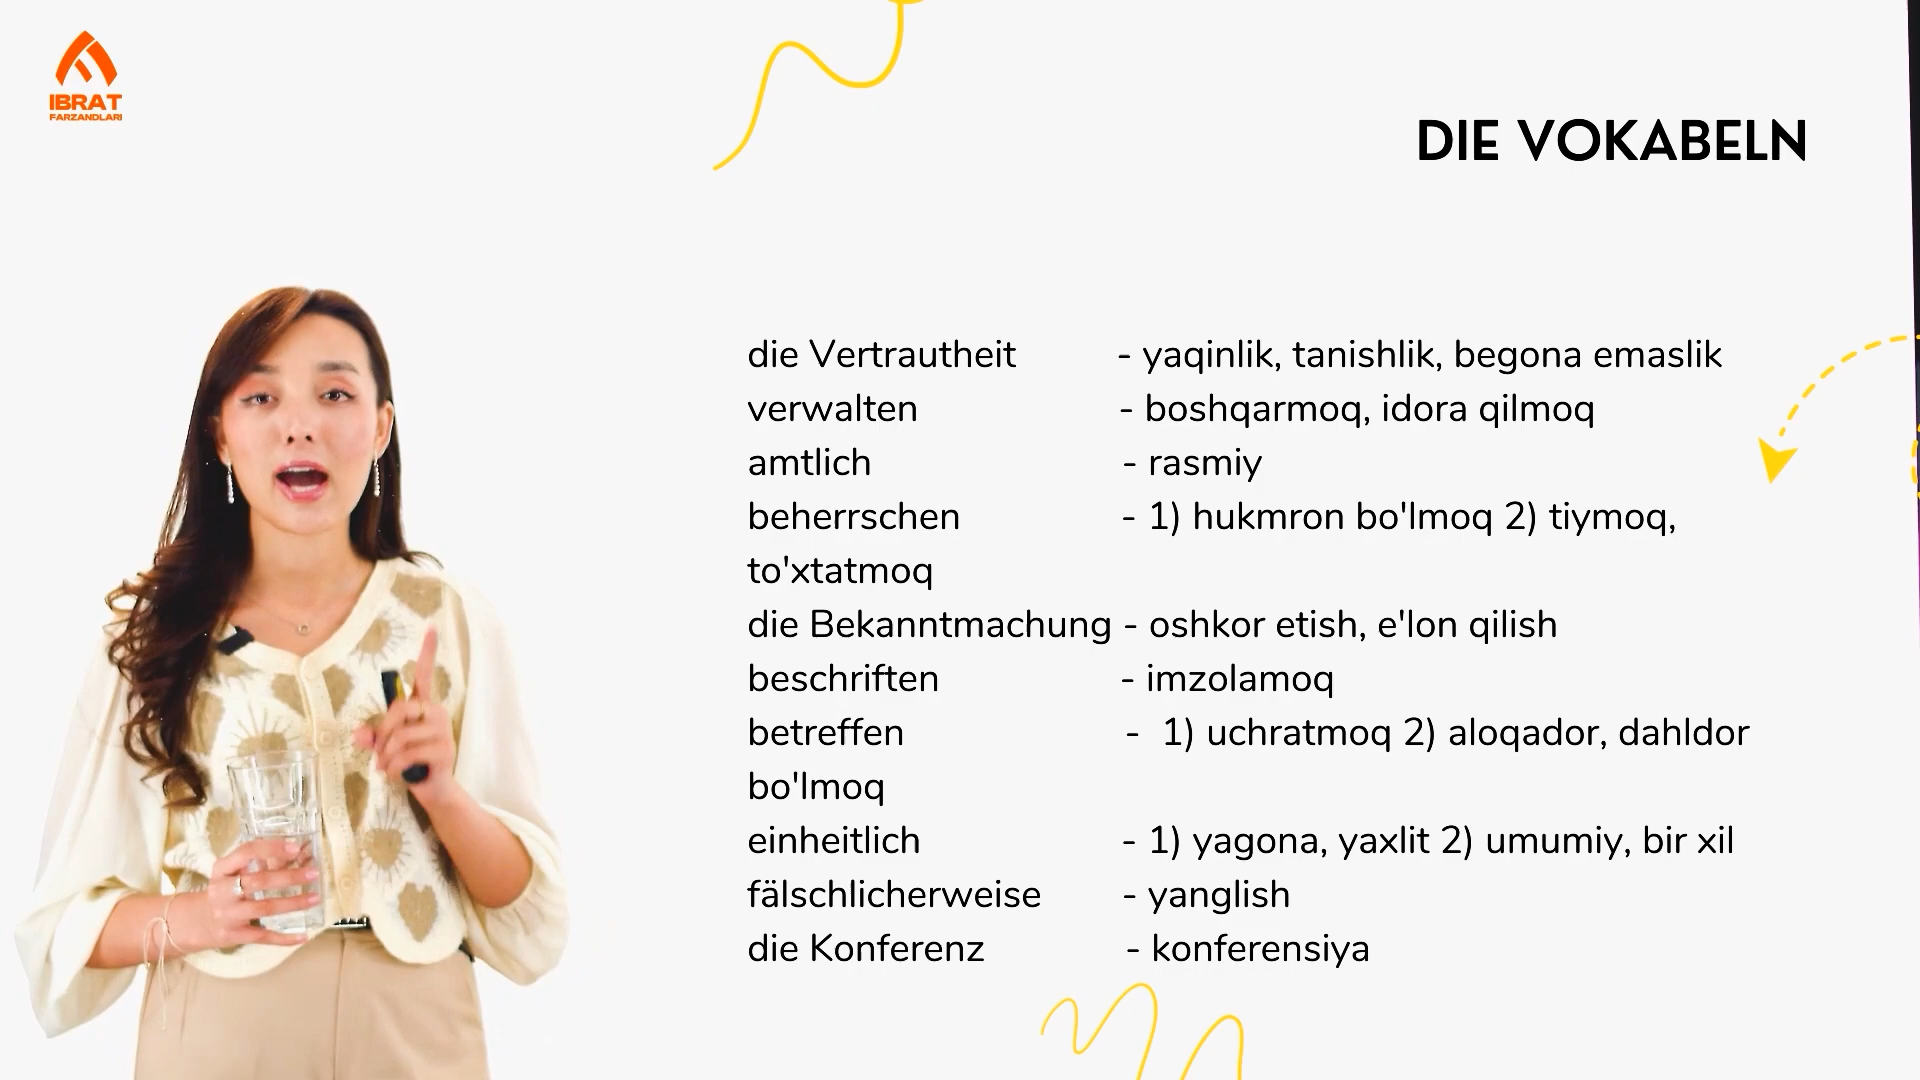 IBRAT
FARZANDLARI
DIE VOKABELN
die Vertrautheit - yaqinlik, tanishlik, begona emaslik
verwalten - boshqarmoq, idora qilmoq
amtlich - rasmiy
beherrschen - 1) hukmron bo'lmoq 2) tiymoq,
to'xtatmoq
die Bekanntmachung - oshkor etish, e'lon qilish
beschriften - imzolamoq
betreffen - 1) uchratmoq 2) aloqador, dahldor
bo'lmoq
einheitlich - 1) yagona, yaxlit 2) umumiy, bir xil
fälschlicherweise - yanglish
die Konferenz - konferensiya